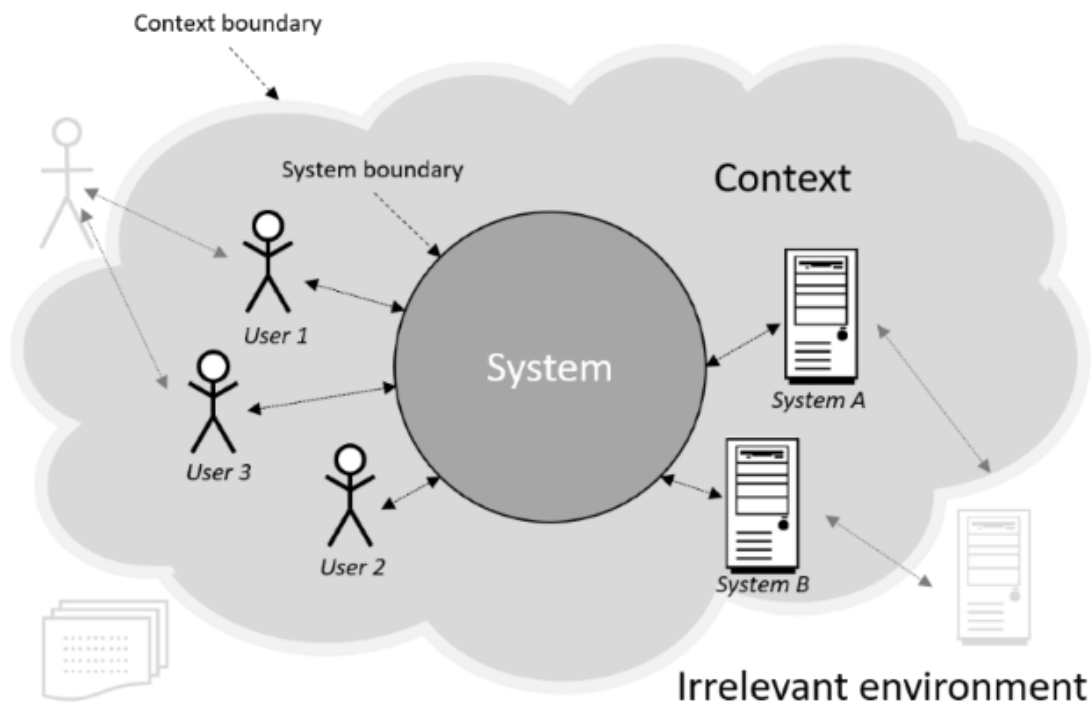 Context boundary
System boundary
Context
User 1
System
System A
User 3
User 2
System B
Irrelevant environment